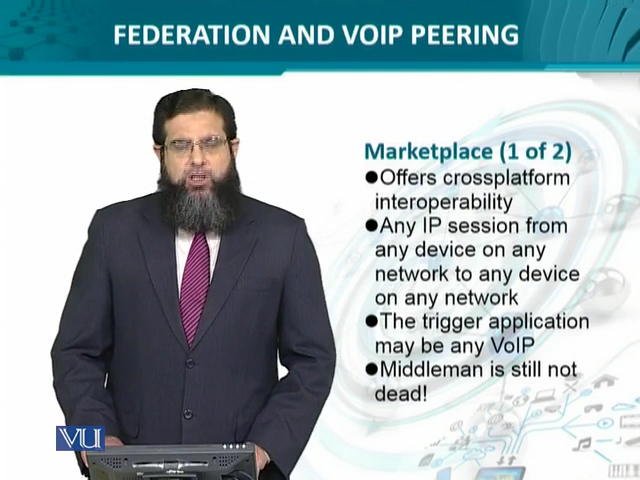 FEDERATION AND VOIP PEERING
Marketplace (1 of 2)
●Offers crossplatform
interoperability
●Any IP session from
any device on any
network to any device
on any network
●The trigger application
may be any VoIP
●Middleman is still not
dead!
VU